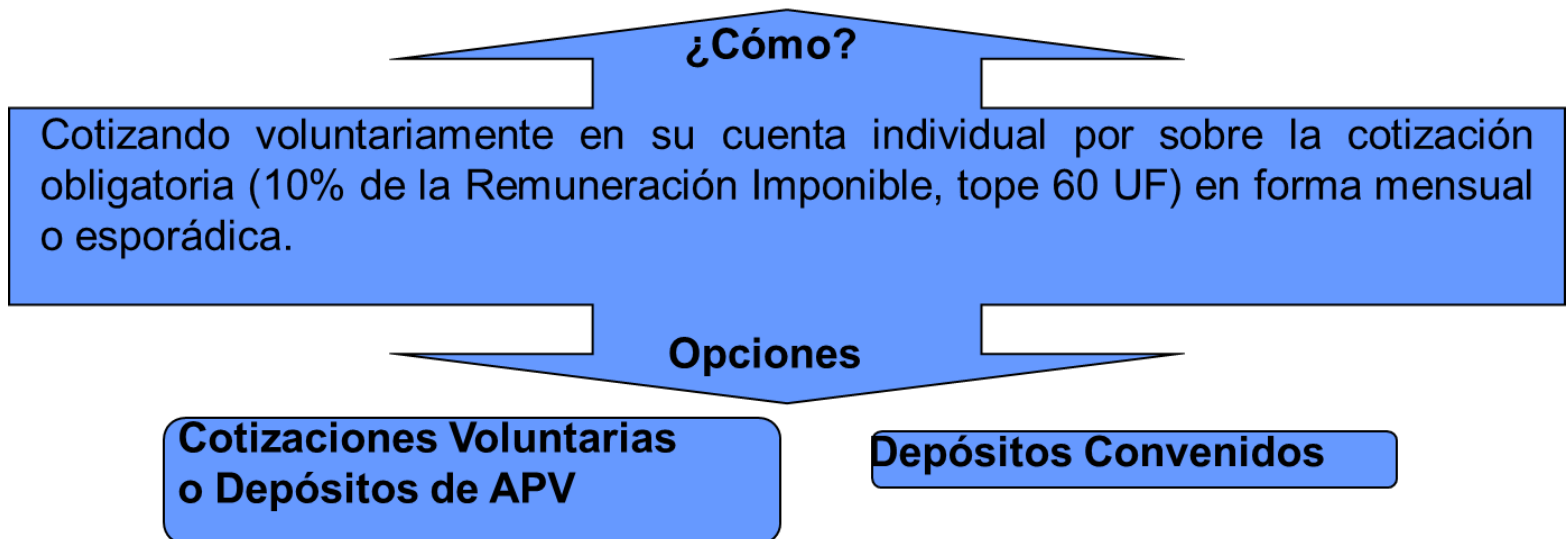 ¿Cómo?
Cotizando voluntariamente en su cuenta individual por sobre la cotización
obligatoria (10% de la Remuneración Imponible, tope 60 UF) en forma mensual
o esporádica.
Opciones
Cotizaciones Voluntarias
o Depósitos de APV
Depósitos Convenidos